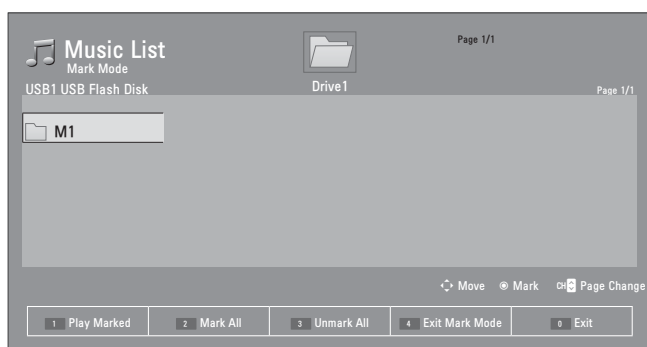 Music List
Mark Mode
USB1 USB Flash Disk
Drive1
Page 1/1
Page 1/1
M1
Move Mark CH Page Change
1 Play Marked 2 Mark All 3 Unmark All 4 Exit Mark Mode 0 Exit